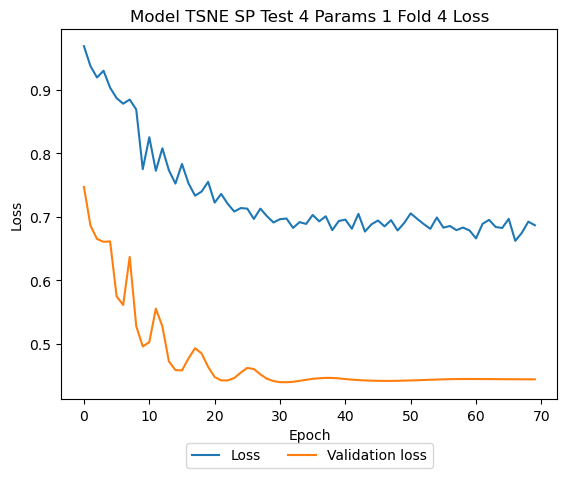 Model TSNE SP Test 4 Params 1 Fold 4 Loss
0.9
0.8
0.7
0.6
0.5
Loss
0 10 20 30 40 50 60 70
Epoch
Loss Validation loss